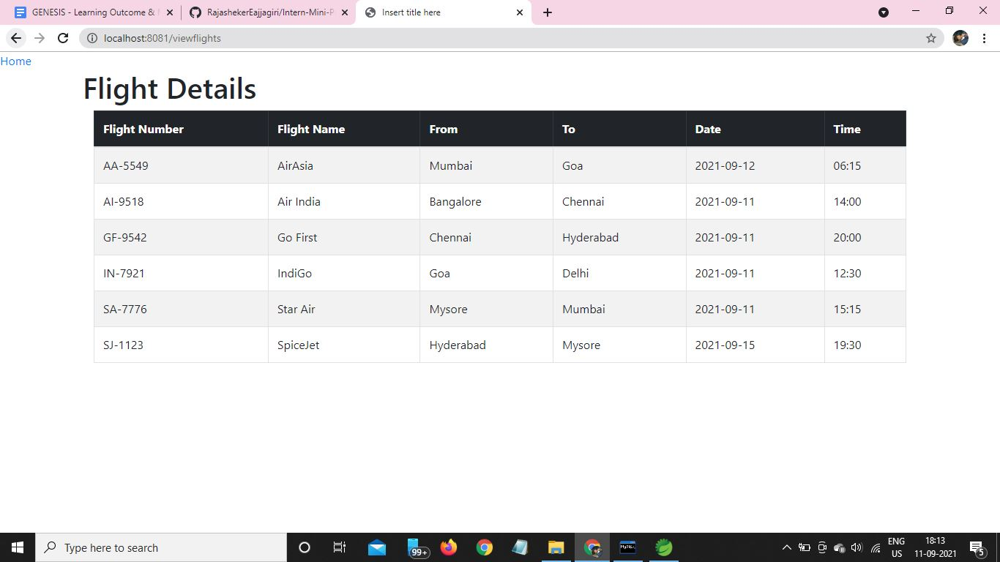 GENESIS - Learning Outcome &
RajashekerEajjagiri/Intern-Mini-P
Insert title here
localhost:8081/viewflights
Home
Flight Details
Flight Number Flight Name From To Date Time
AA-5549 AirAsia Mumbai Goa 2021-09-12 06:15
AI-9518 Air India Bangalore Chennai 2021-09-11 14:00
GF-9542 Go First Chennai Hyderabad 2021-09-11 20:00
IN-7921 IndiGo Goa Delhi 2021-09-11 12:30
SA-7776 Star Air Mysore Mumbai 2021-09-11 15:15
SJ-1123 SpiceJet Hyderabad Mysore 2021-09-15 19:30
Type here to search
99+
MySQL
ENG
US
18:13
11-09-2021
5